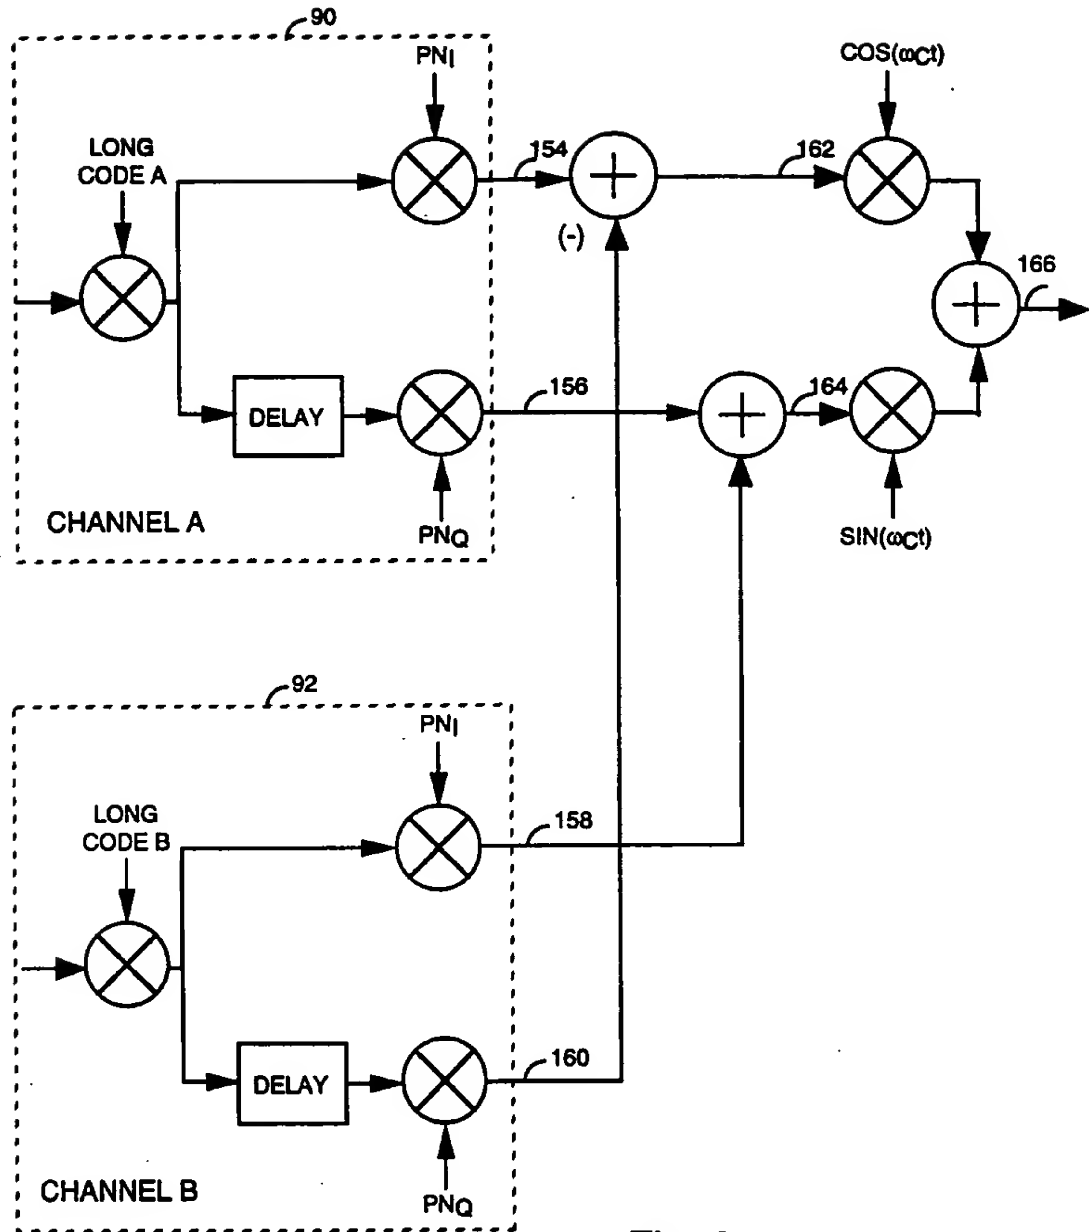 90
PNI
COS(ωCt)
LONG
CODE A
154
162
(-)
166
156
164
DELAY
CHANNEL A
PNQ
SIN(ωCt)
92
PNI
LONG
CODE B
158
160
DELAY
CHANNEL B
PNQ